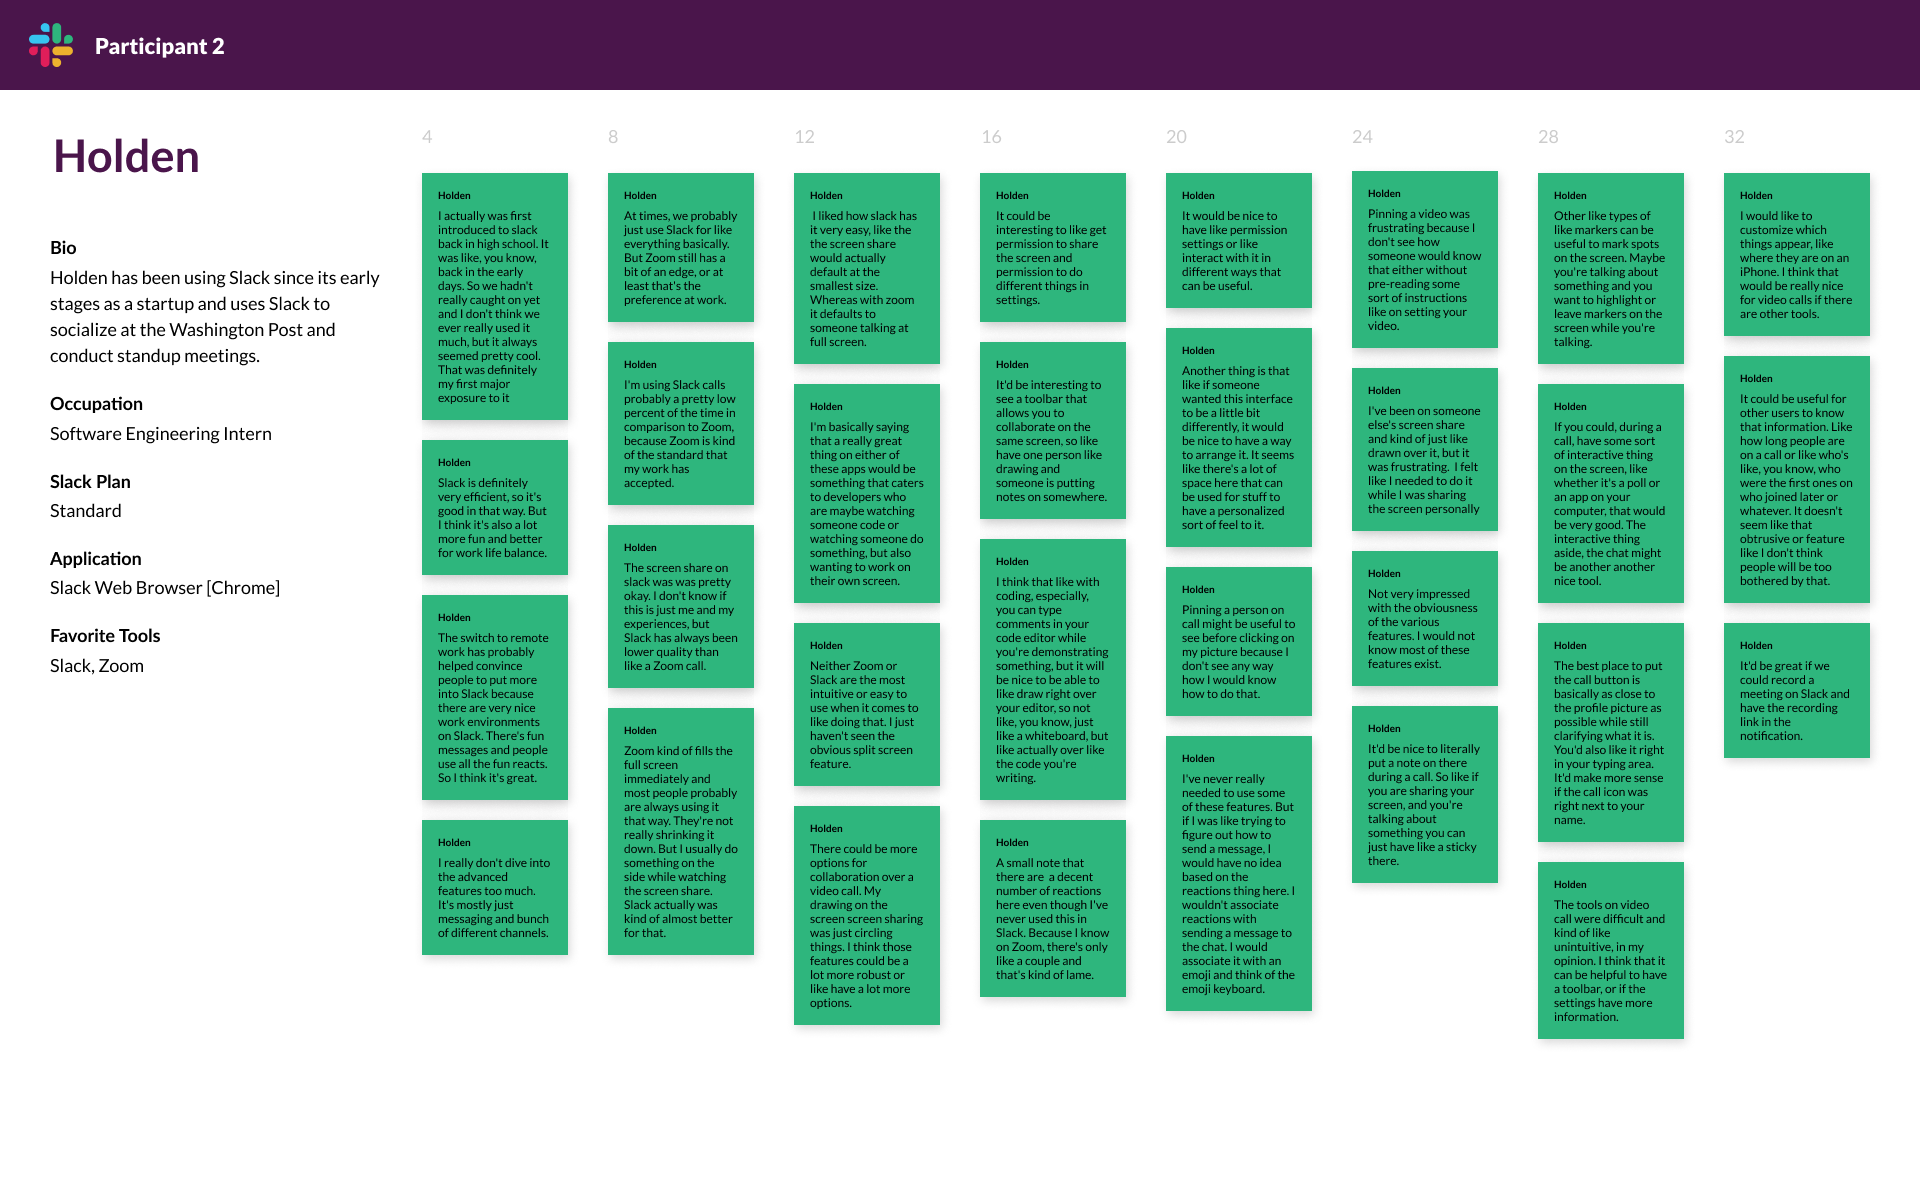 Participant 2
Holden
Bio
Holden has been using Slack since its early
stages as a startup and uses Slack to
socialize at the Washington Post and
conduct standup meetings.
Occupation
Software Engineering Intern
Slack Plan
Standard
Application
Slack Web Browser [Chrome]
Favorite Tools
Slack, Zoom
4
Holden
I actually was first
introduced to slack
back in high school. It
was like, you know,
back in the early
days. So we hadn't
really caught on yet
and I don't think we
ever really used it
much, but it always
seemed pretty cool.
That was definitely
my first major
exposure to it
Holden
Slack is definitely
very efficient, so it's
good in that way. But
I think it's also a lot
more fun and better
for work life balance.
Holden
The switch to remote
work has probably
helped convince
people to put more
into Slack because
there are very nice
work environments
on Slack. There's fun
messages and people
use all the fun reacts.
So I think it's great.
Holden
I really don't dive into
the advanced
features too much.
It's mostly just
messaging and bunch
of different channels.
8
Holden
At times, we probably
just use Slack for like
everything basically.
But Zoom still has a
bit of an edge, or at
least that's the
preference at work.
Holden
I'm using Slack calls
probably a pretty low
percent of the time in
comparison to Zoom,
because Zoom is kind
of the standard that
my work has
accepted.
Holden
The screen share on
slack was was pretty
okay. I don't know if
this is just me and my
experiences, but
Slack has always been
lower quality than
like a Zoom call.
Holden
Zoom kind of fills the
full screen
immediately and
most people probably
are always using it
that way. They're not
really shrinking it
down. But I usually do
something on the
side while watching
the screen share.
Slack actually was
kind of almost better
for that.
12
Holden
I liked how slack has
it very easy, like the
the screen share
would actually
default at the
smallest size.
Whereas with zoom
it defaults to
someone talking at
full screen.
Holden
I'm basically saying
that a really great
thing on either of
these apps would be
something that caters
to developers who
are maybe watching
someone code or
watching someone do
something, but also
wanting to work on
their own screen.
Holden
Neither Zoom or
Slack are the most
intuitive or easy to
use when it comes to
like doing that. I just
haven't seen the
obvious split screen
feature.
Holden
There could be more
options for
collaboration over a
video call. My
drawing on the
screen screen sharing
was just circling
things. I think those
features could be a
lot more robust or
like have a lot more
options.
16
Holden
It could be
interesting to like get
permission to share
the screen and
permission to do
different things in
settings.
Holden
It'd be interesting to
see a toolbar that
allows you to
collaborate on the
same screen, so like
have one person like
drawing and
someone is putting
notes on somewhere.
Holden
I think that like with
coding, especially,
you can type
comments in your
code editor while
you're demonstrating
something, but it will
be nice to be able to
like draw right over
your editor, so not
like, you know, just
like a whiteboard, but
like actually over like
the code you're
writing.
Holden
A small note that
there are a decent
number of reactions
here even though I've
never used this in
Slack. Because I know
on Zoom, there's only
like a couple and
that's kind of lame.
20
Holden
It would be nice to
have like permission
settings or like
interact with it in
different ways that
can be useful.
Holden
Another thing is that
like if someone
wanted this interface
to be a little bit
differently, it would
be nice to have a way
to arrange it. It seems
like there's a lot of
space here that can
be used for stuff to
have a personalized
sort of feel to it.
Holden
Pinning a person on
call might be useful to
see before clicking on
my picture because I
don't see any way
how I would know
how to do that.
Holden
I've never really
needed to use some
of these features. But
if I was like trying to
figure out how to
send a message, I
would have no idea
based on the
reactions thing here. I
wouldn't associate
reactions with
sending a message to
the chat. I would
associate it with an
emoji and think of the
emoji keyboard.
24
Holden
Pinning a video was
frustrating because I
don't see how
someone would know
that either without
pre-reading some
sort of instructions
like on setting your
video.
Holden
I've been on someone
else's screen share
and kind of just like
drawn over it, but it
was frustrating. I felt
like I needed to do it
while I was sharing
the screen personally
Holden
Not very impressed
with the obviousness
of the various
features. I would not
know most of these
features exist.
Holden
It'd be nice to literally
put a note on there
during a call. So like if
you are sharing your
screen, and you're
talking about
something you can
just have like a sticky
there.
28
Holden
Other like types of
like markers can be
useful to mark spots
on the screen. Maybe
you're talking about
something and you
want to highlight or
leave markers on the
screen while you're
talking.
Holden
If you could, during a
call, have some sort
of interactive thing
on the screen, like
whether it's a poll or
an app on your
computer, that would
be very good. The
interactive thing
aside, the chat might
be another another
nice tool.
Holden
The best place to put
the call button is
basically as close to
the profile picture as
possible while still
clarifying what it is.
You'd also like it right
in your typing area.
It'd make more sense
if the call icon was
right next to your
name.
Holden
The tools on video
call were difficult and
kind of like
unintuitive, in my
opinion. I think that it
can be helpful to have
a toolbar, or if the
settings have more
information.
32
Holden
I would like to
customize which
things appear, like
where they are on an
iPhone. I think that
would be really nice
for video calls if there
are other tools.
Holden
It could be useful for
other users to know
that information. Like
how long people are
on a call or like who's
like, you know, who
were the first ones on
who joined later or
whatever. It doesn't
seem like that
obtrusive or feature
like I don't think
people will be too
bothered by that.
Holden
It'd be great if we
could record a
meeting on Slack and
have the recording
link in the
notification.